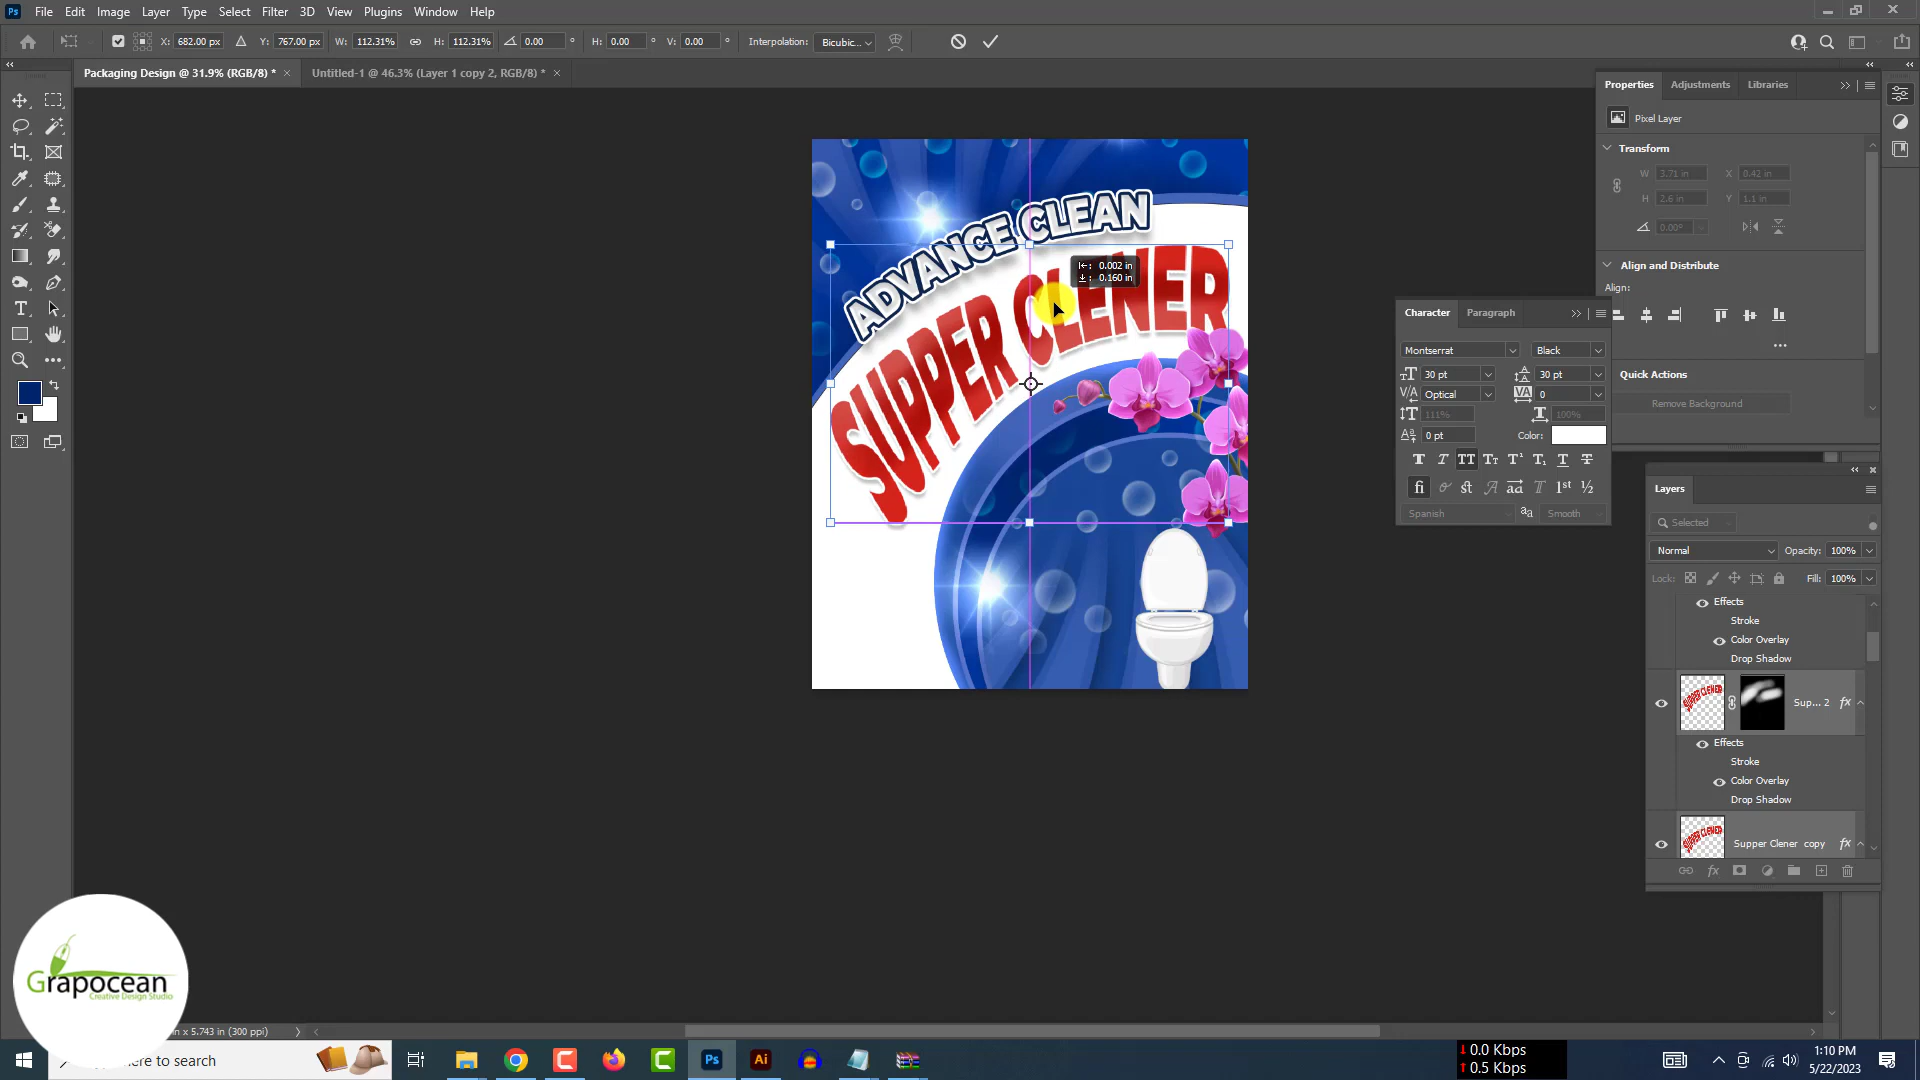 Ps File Edit Image Layer Type Select Filter 3D View Plugins Window Help
X: 682.00 px Y: 767.00 px W: 112.31% H: 112.31% 0.00 ° H: 0.00 ° V: 0.00 ° Interpolation: Bicubic...
Packaging Design @ 31.9% (RGB/8) * × Untitled-1 @ 46.3% (Layer 1 copy 2, RGB/8) * ×
Properties Adjustments Libraries
Pixel Layer
Transform
W 3.71 in X 0.42 in
H 2.6 in Y 1.1 in
0.00°
Align and Distribute
Align:
Quick Actions
Remove Background
ADVANCE CLEAN
SUPPER CLENER
0.002 in
0.160 in
Character Paragraph
Montserrat Black
30 pt 30 pt
Optical 0
111% 100%
0 pt Color:
Spanish Smooth
Layers
Selected
Normal Opacity: 100%
Lock: Fill: 100%
Effects
Stroke
Color Overlay
Drop Shadow
Sup... 2 fx
Effects
Stroke
Color Overlay
Drop Shadow
Supper Clener copy fx
Grapocean
Creative Design Studio
in x 5.743 in (300 ppi)
here to search
Ps Ai
0.0 Kbps
0.5 Kbps
1:10 PM
5/22/2023